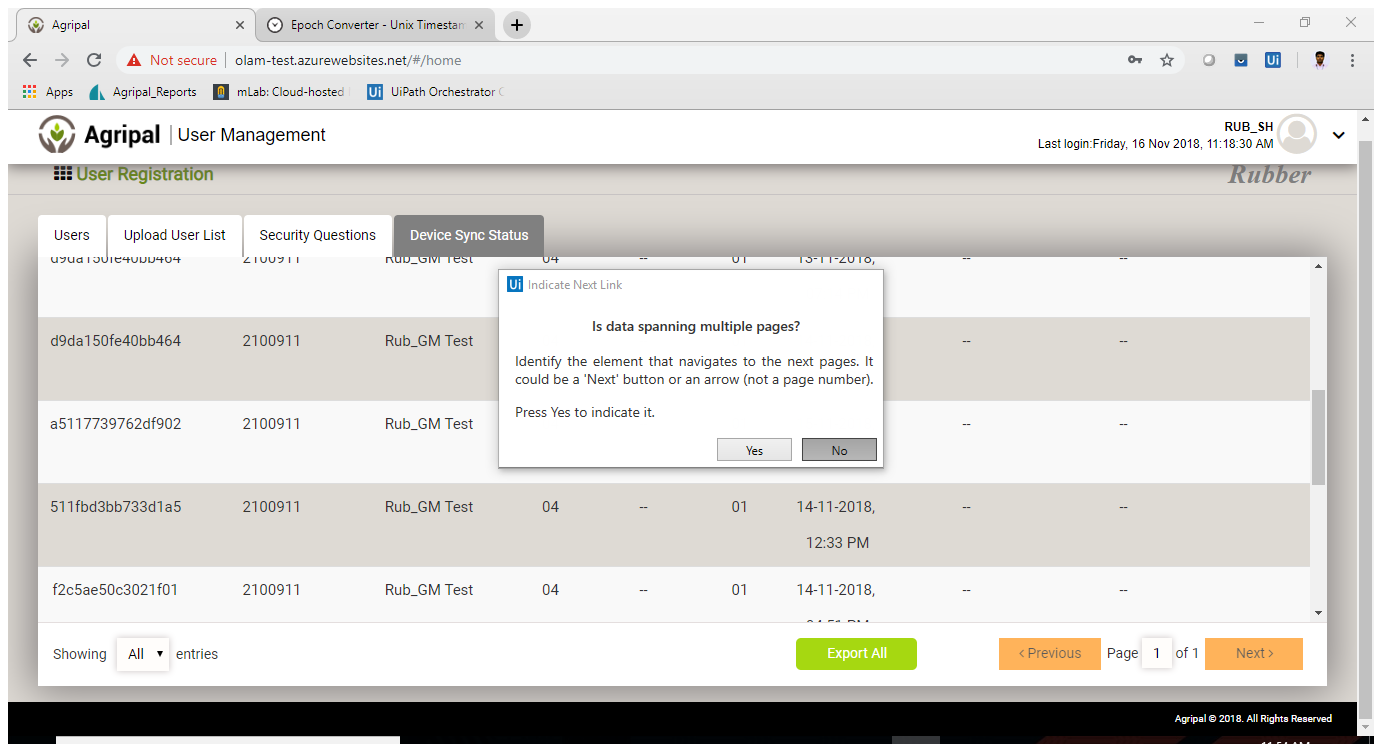 Agripal
Epoch Converter - Unix Timestam
Not secure | olam-test.azurewebsites.net/#/home
Ui
Apps Agripal_Reports mLab: Cloud-hosted Ui UiPath Orchestrator
Agripal | User Management
RUB_SH
Last login:Friday, 16 Nov 2018, 11:18:30 AM
User Registration Rubber
Users Upload User List Security Questions Device Sync Status
d9da150fe40bb464 2100911 Rub_GM Test 04 -- 01 13-11-2018, -- --
d9da150fe40bb464 2100911 Rub_GM Test -- --
a5117739762df902 2100911 Rub_GM Test -- --
511fbd3bb733d1a5 2100911 Rub_GM Test 04 -- 01 14-11-2018, -- --
12:33 PM
f2c5ae50c3021f01 2100911 Rub_GM Test 04 -- 01 14-11-2018, -- --
Ui Indicate Next Link
Is data spanning multiple pages?
Identify the element that navigates to the next pages. It
could be a 'Next' button or an arrow (not a page number).
Press Yes to indicate it.
Yes No
Showing All entries Export All < Previous Page 1 of 1 Next >
Agripal © 2018. All Rights Reserved